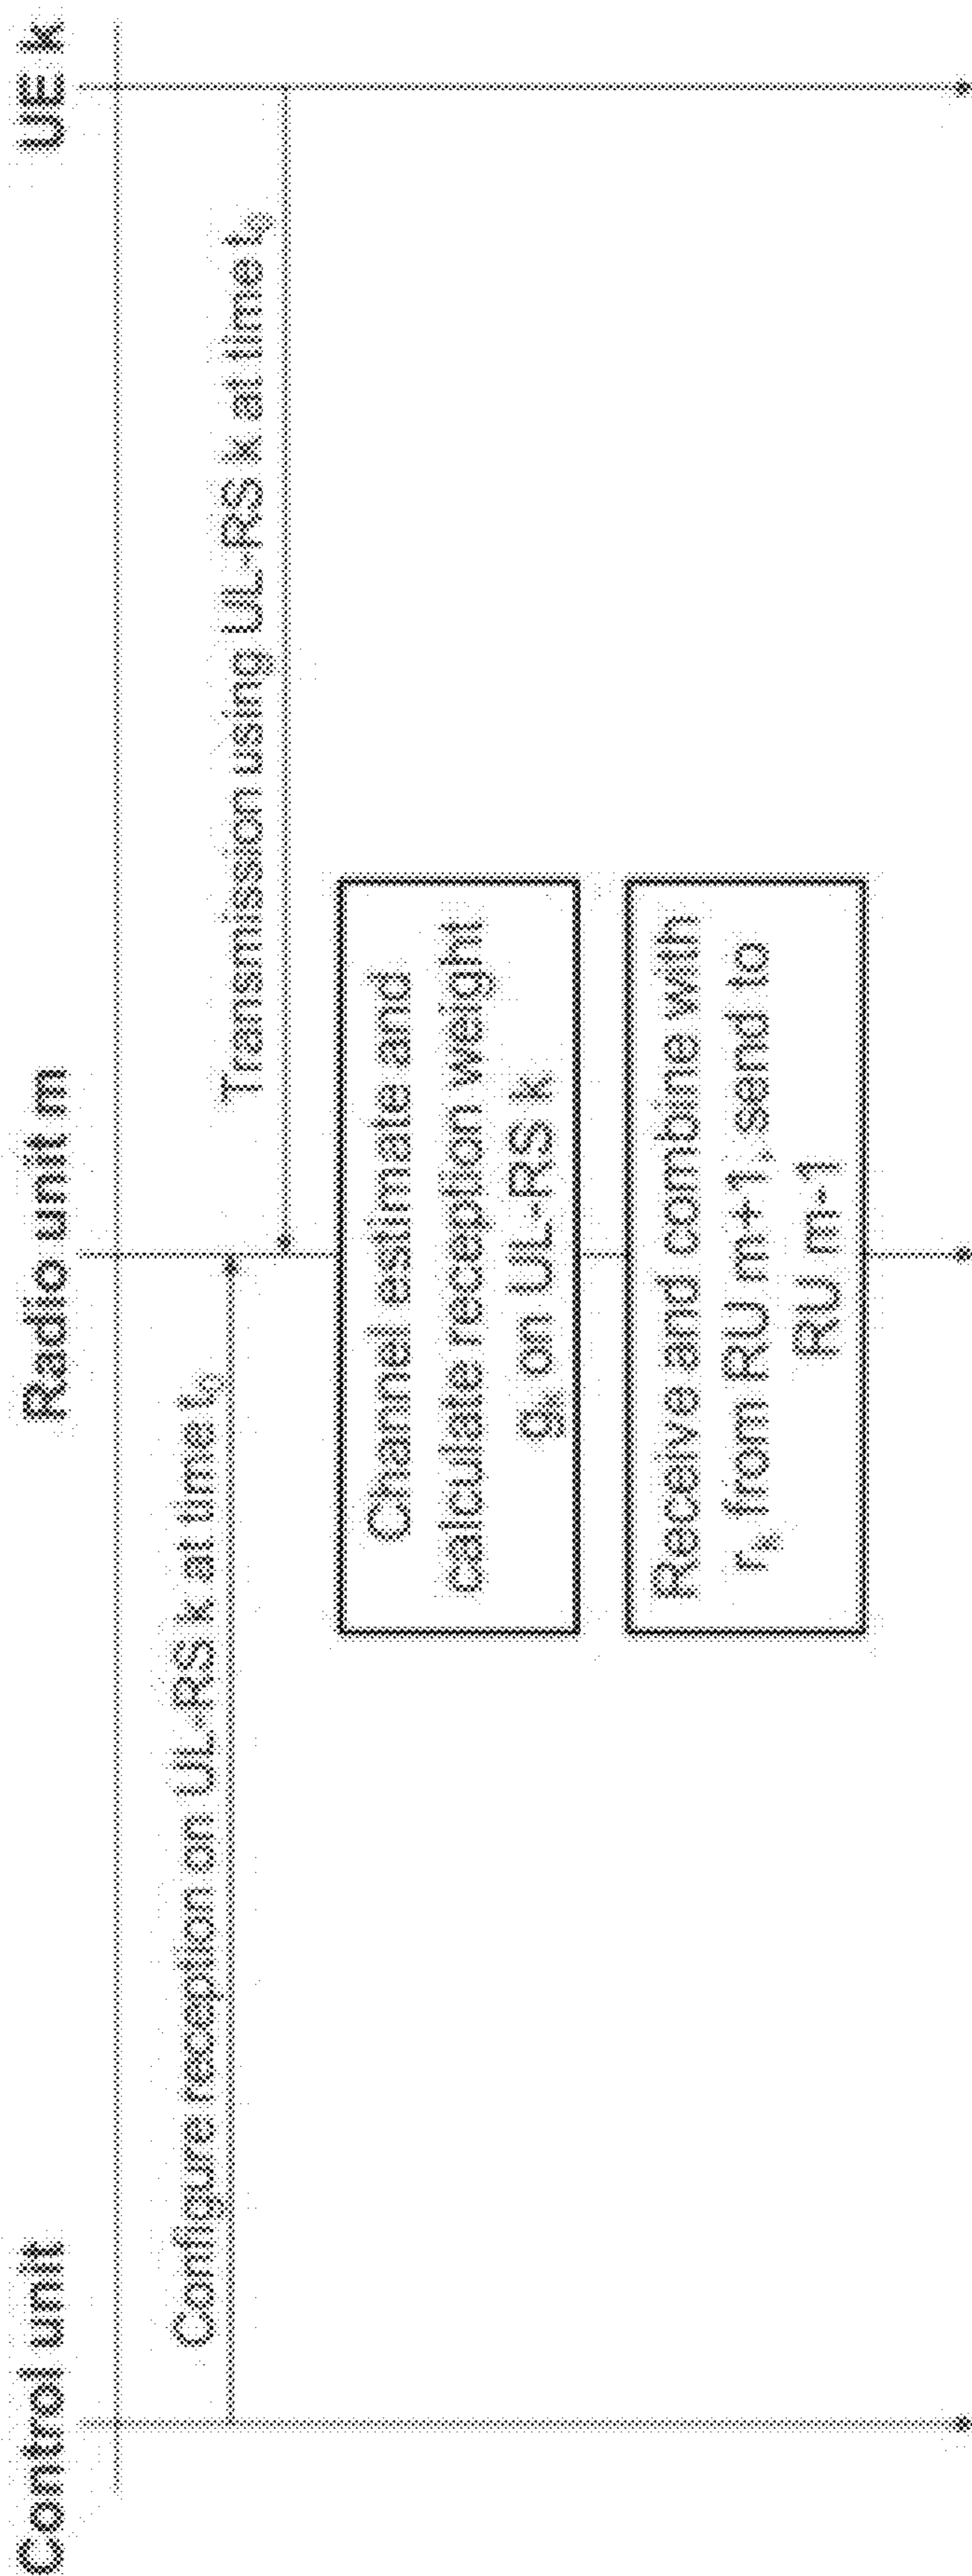 Control unit
Radio unit m
UE k
Configure reception on UL-RS k at time t₀
Transmission using UL-RS k at time t₀
Channel estimate and
calculate reception weight
gₖ on UL-RS k
Receive and combine with
rₖ from RU m+1, send to
RU m-1